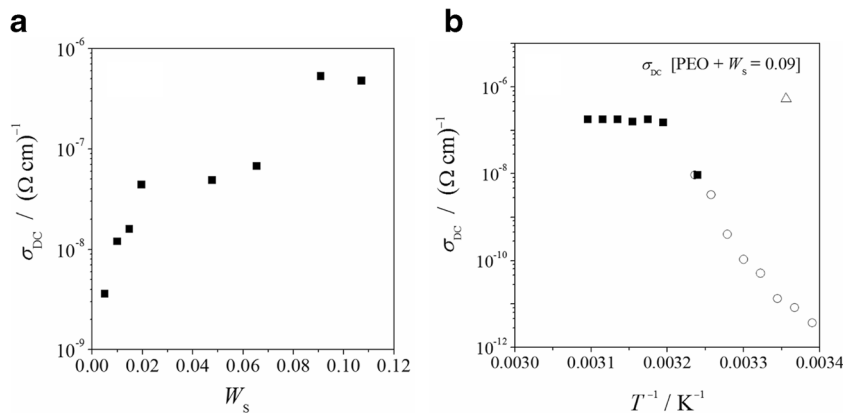 a
10⁻⁶
10⁻⁷
10⁻⁸
10⁻⁹
σDC / (Ω cm)⁻¹
0.00 0.02 0.04 0.06 0.08 0.10 0.12
WS
b
σDC [PEO + Ws = 0.09]
10⁻⁶
10⁻⁸
10⁻¹⁰
10⁻¹²
σDC / (Ω cm)⁻¹
0.0030 0.0031 0.0032 0.0033 0.0034
T⁻¹ / K⁻¹